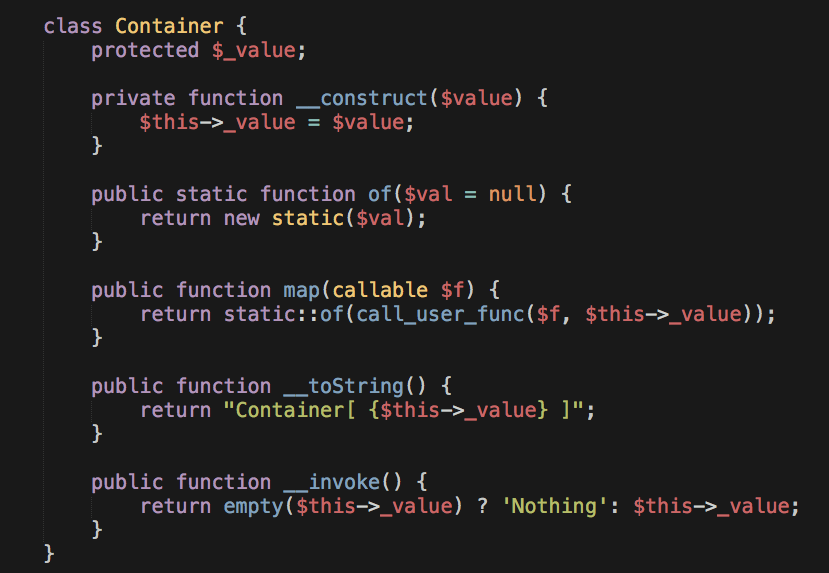 class Container {
    protected $_value;

    private function __construct($value) {
        $this->_value = $value;
    }

    public static function of($val = null) {
        return new static($val);
    }

    public function map(callable $f) {
        return static::of(call_user_func($f, $this->_value));
    }

    public function __toString() {
        return "Container[ {$this->_value} ]";
    }

    public function __invoke() {
        return empty($this->_value) ? 'Nothing': $this->_value;
    }
}